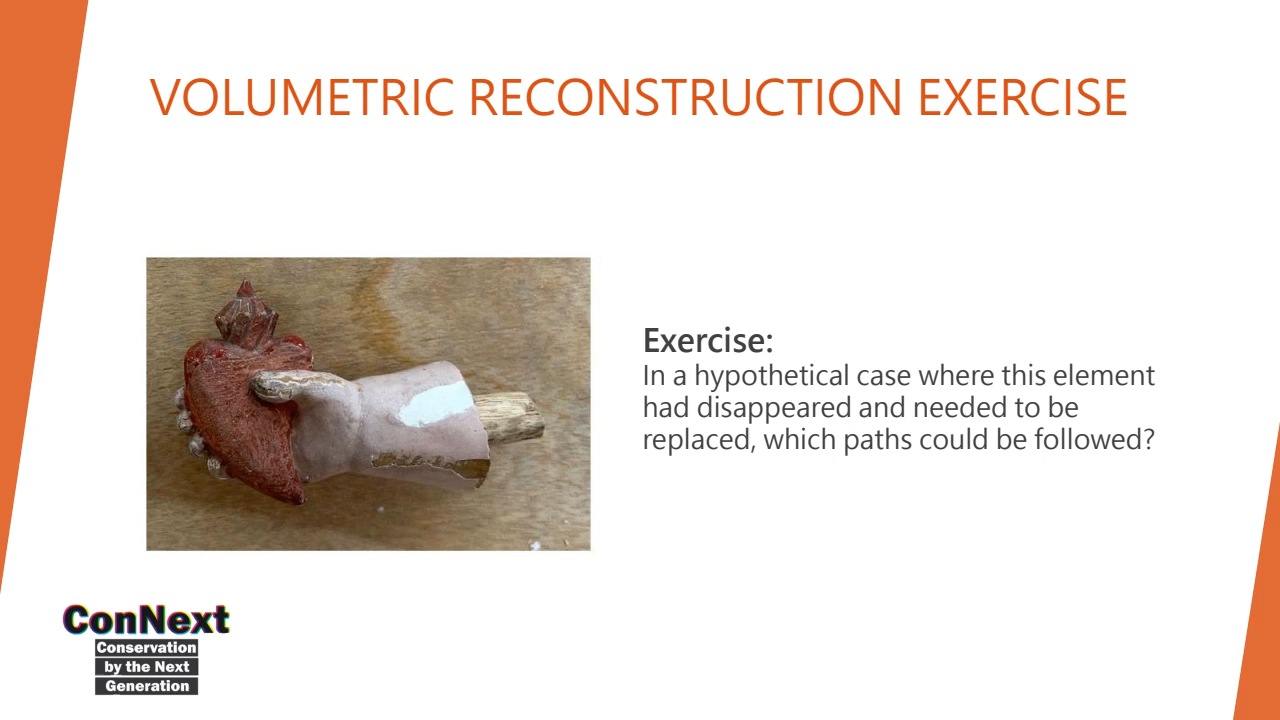 VOLUMETRIC RECONSTRUCTION EXERCISE
Exercise:
In a hypothetical case where this element
had disappeared and needed to be
replaced, which paths could be followed?
ConNext
Conservation
by the Next
Generation